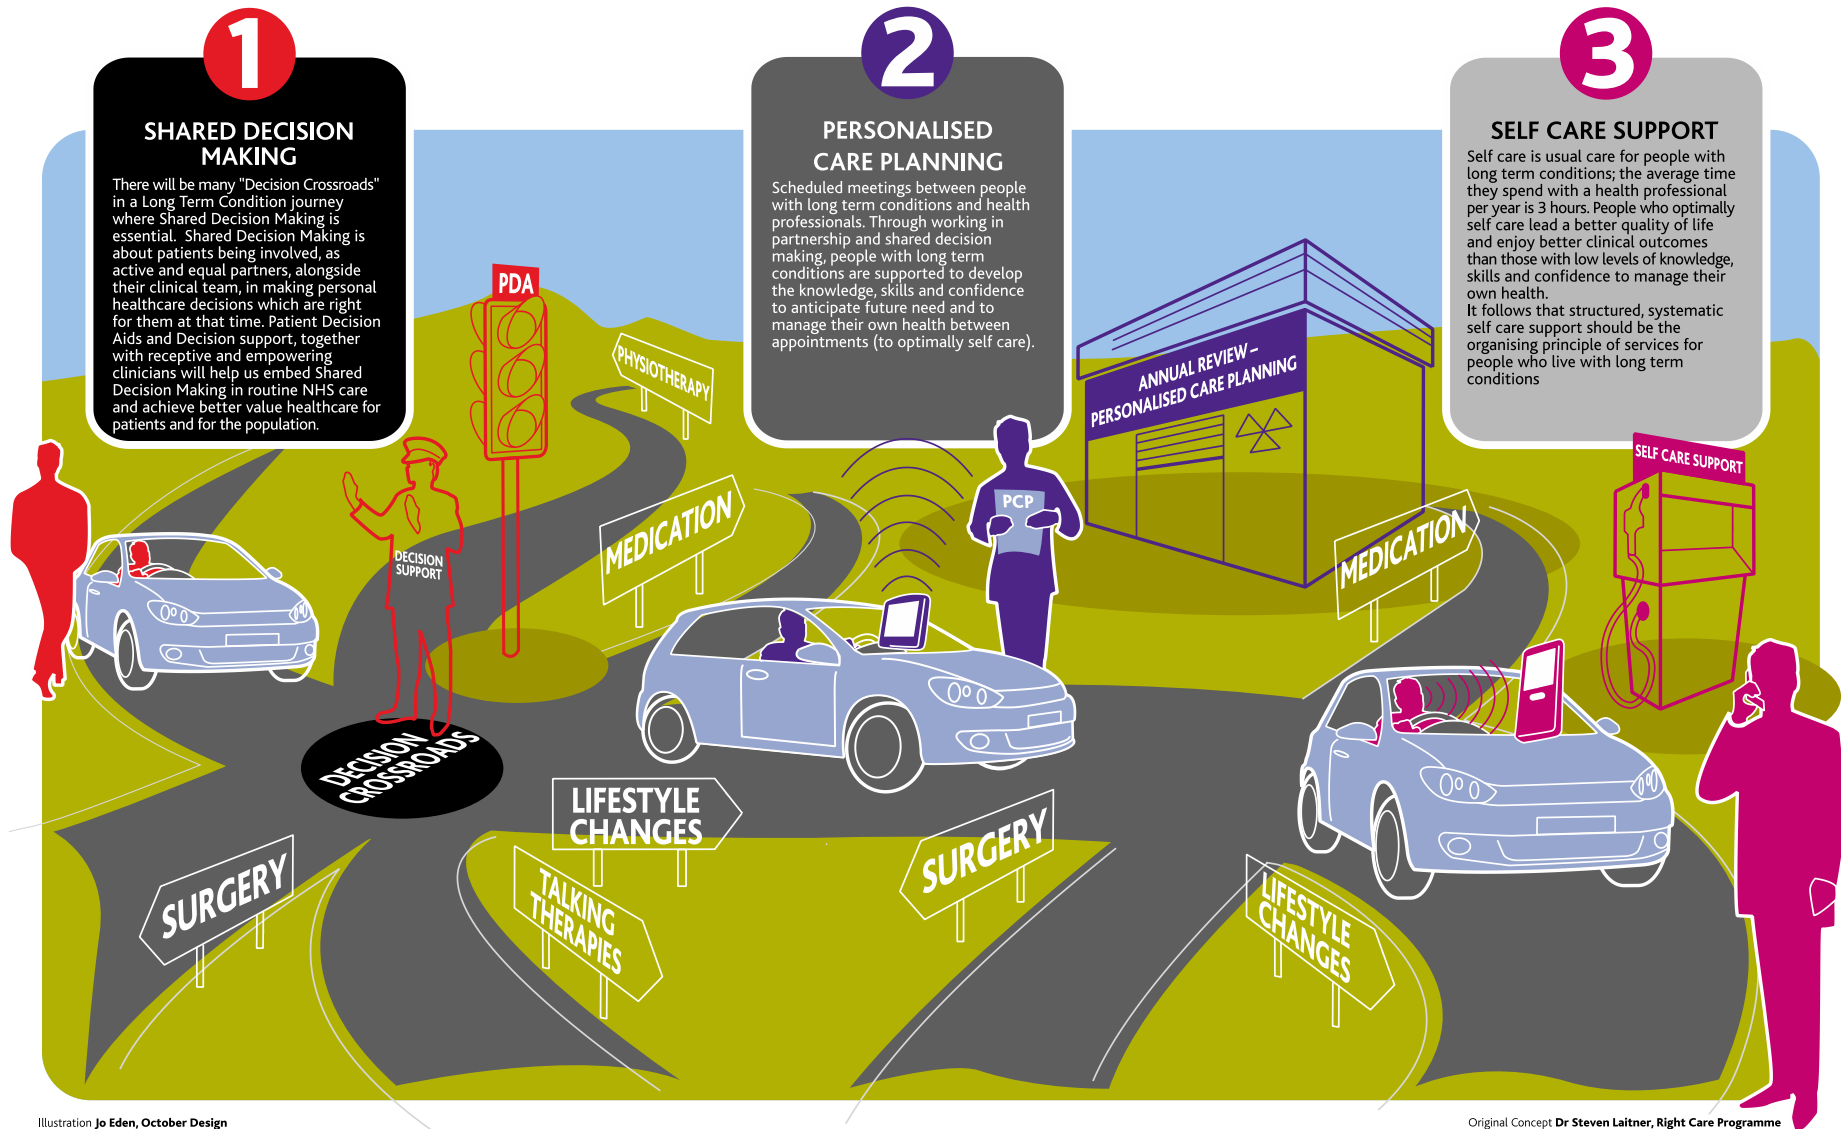 1
SHARED DECISION
MAKING
There will be many "Decision Crossroads"
in a Long Term Condition journey
where Shared Decision Making is
essential.  Shared Decision Making is
about patients being involved, as
active and equal partners, alongside
their clinical team, in making personal
healthcare decisions which are right
for them at that time. Patient Decision
Aids and Decision support, together
with receptive and empowering
clinicians will help us embed Shared
Decision Making in routine NHS care
and achieve better value healthcare for
patients and for the population.
2
PERSONALISED
CARE PLANNING
Scheduled meetings between people
with long term conditions and health
professionals. Through working in
partnership and shared decision
making, people with long term
conditions are supported to develop
the knowledge, skills and confidence
to anticipate future need and to
manage their own health between
appointments (to optimally self care).
3
SELF CARE SUPPORT
Self care is usual care for people with
long term conditions; the average time
they spend with a health professional
per year is 3 hours. People who optimally
self care lead a better quality of life
and enjoy better clinical outcomes
than those with low levels of knowledge,
skills and confidence to manage their
own health.
It follows that structured, systematic
self care support should be the
organising principle of services for
people who live with long term
conditions
PDA
PHYSIOTHERAPY
ANNUAL REVIEW –
PERSONALISED CARE PLANNING
SELF CARE SUPPORT
MEDICATION
PCP
MEDICATION
DECISION
SUPPORT
DECISION
CROSSROADS
LIFESTYLE
CHANGES
SURGERY
TALKING
THERAPIES
SURGERY
LIFESTYLE
CHANGES
Illustration Jo Eden, October Design
Original Concept Dr Steven Laitner, Right Care Programme